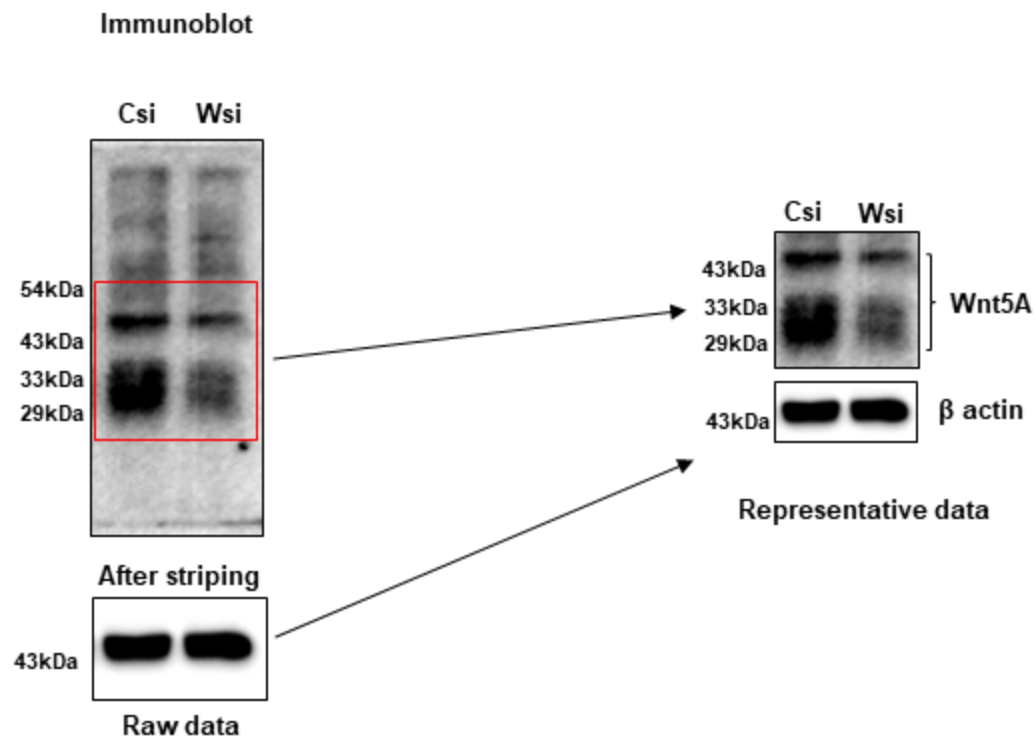 Immunoblot
Csi Wsi
54kDa
43kDa
33kDa
29kDa
After striping
43kDa
Raw data
Csi Wsi
43kDa
33kDa
29kDa
Wnt5A
43kDa
β actin
Representative data